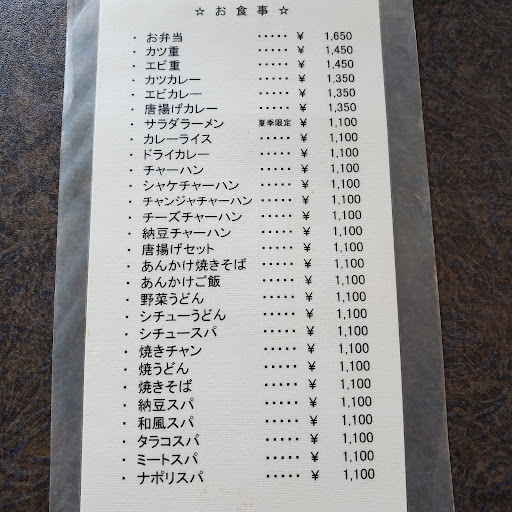 ☆ お 食 事 ☆
・ お弁当 ・・・・・ ¥ 1,650
・ カツ重 ・・・・・ ¥ 1,450
・ エビ重 ・・・・・ ¥ 1,450
・ カツカレー ・・・・・ ¥ 1,350
・ エビカレー ・・・・・ ¥ 1,350
・ 唐揚げカレー ・・・・・ ¥ 1,350
・ サラダラーメン 夏季限定 ¥ 1,100
・ カレーライス ・・・・・ ¥ 1,100
・ ドライカレー ・・・・・ ¥ 1,100
・ チャーハン ・・・・・ ¥ 1,100
・ シャケチャーハン ・・・・・ ¥ 1,100
・ チャンジャチャーハン ・・・・・ ¥ 1,100
・ チーズチャーハン ・・・・・ ¥ 1,100
・ 納豆チャーハン ・・・・・ ¥ 1,100
・ 唐揚げセット ・・・・・ ¥ 1,100
・ あんかけ焼きそば ・・・・・ ¥ 1,100
・ あんかけご飯 ・・・・・ ¥ 1,100
・ 野菜うどん ・・・・・ ¥ 1,100
・ シチューうどん ・・・・・ ¥ 1,100
・ シチュースパ ・・・・・ ¥ 1,100
・ 焼きチャン ・・・・・ ¥ 1,100
・ 焼うどん ・・・・・ ¥ 1,100
・ 焼きそば ・・・・・ ¥ 1,100
・ 納豆スパ ・・・・・ ¥ 1,100
・ 和風スパ ・・・・・ ¥ 1,100
・ タラコスパ ・・・・・ ¥ 1,100
・ ミートスパ ・・・・・ ¥ 1,100
・ ナポリスパ ・・・・・ ¥ 1,100